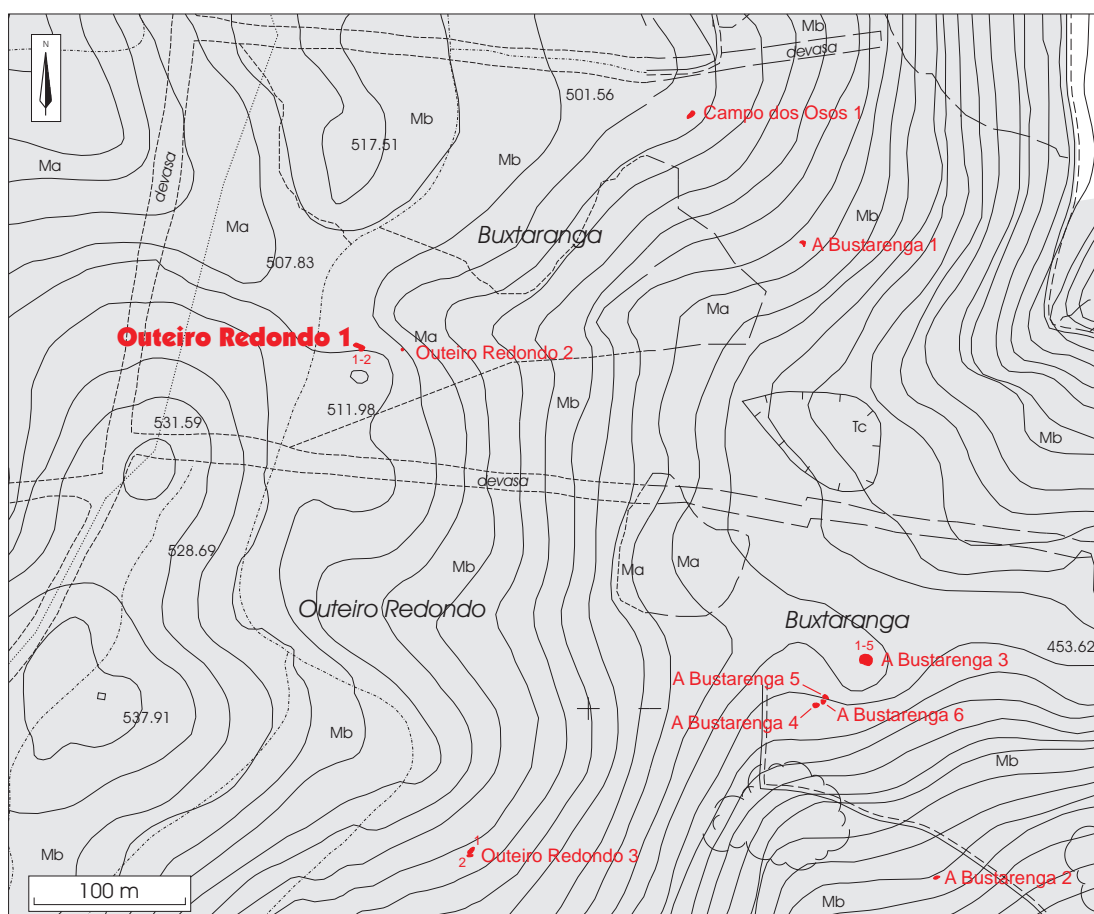 N
Mb
devasa
501.56
Campo dos Osos 1
Mb
517.51
Mb
Ma
devasa
Mb
Ma
Buxtaranga
A Bustarenga 1
507.83
Ma
Outeiro Redondo 1
1-2
Ma
Outeiro Redondo 2
511.98
Mb
531.59
Tc
Mb
devasa
528.69
Mb
Ma
Ma
Outeiro Redondo
Buxtaranga
1-5
A Bustarenga 3
453.62
A Bustarenga 5
A Bustarenga 4
A Bustarenga 6
537.91
Mb
Mb
Mb
1
2
Outeiro Redondo 3
100 m
A Bustarenga 2
Mb